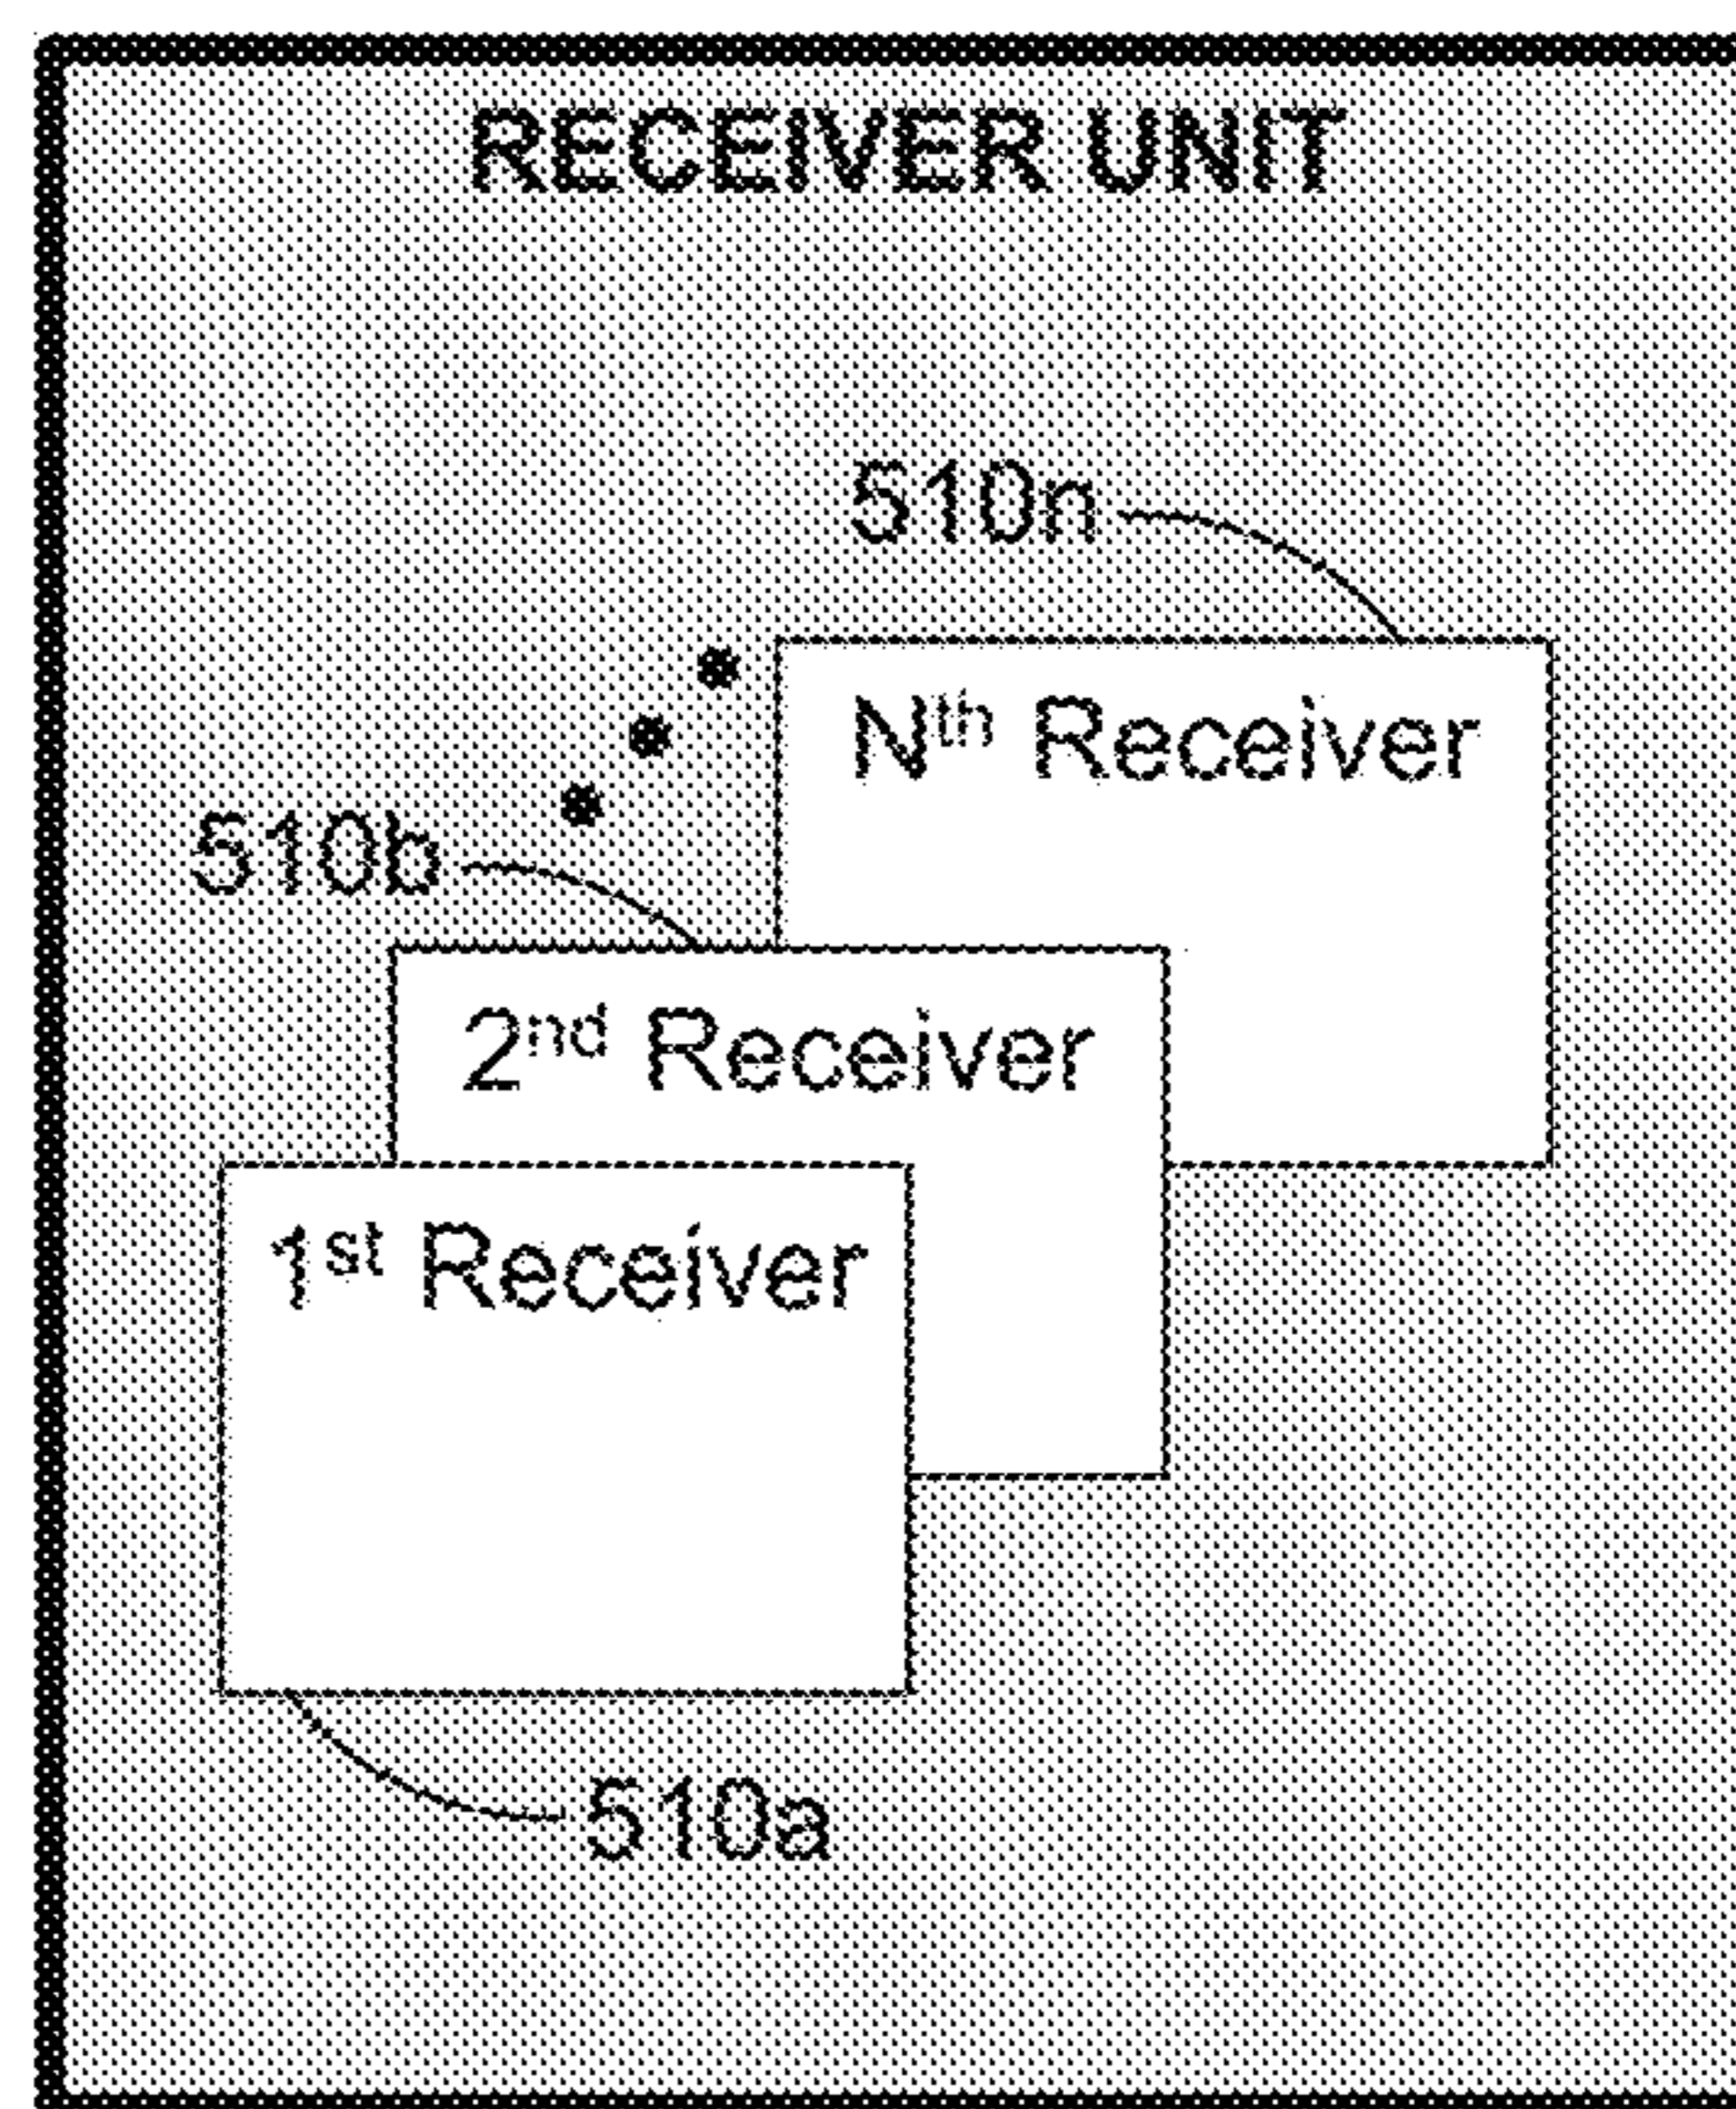 RECEIVER UNIT
510n
Nth Receiver
510b
2nd Receiver
1st Receiver
510a